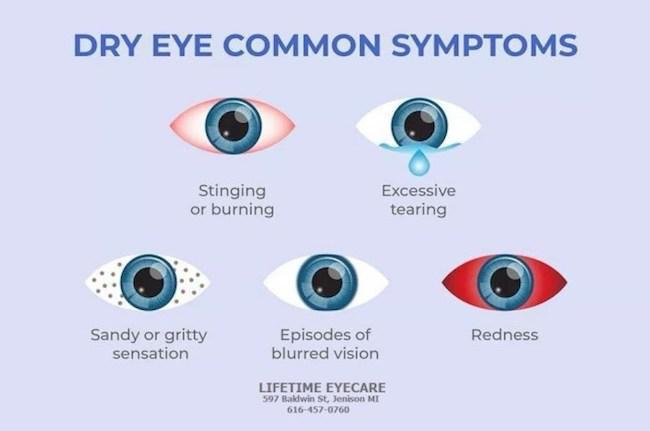 DRY EYE COMMON SYMPTOMS
Stinging
or burning
Excessive
tearing
Sandy or gritty
sensation
Episodes of
blurred vision
Redness
LIFETIME EYECARE
597 Baldwin St, Jenison MI
616-457-0760